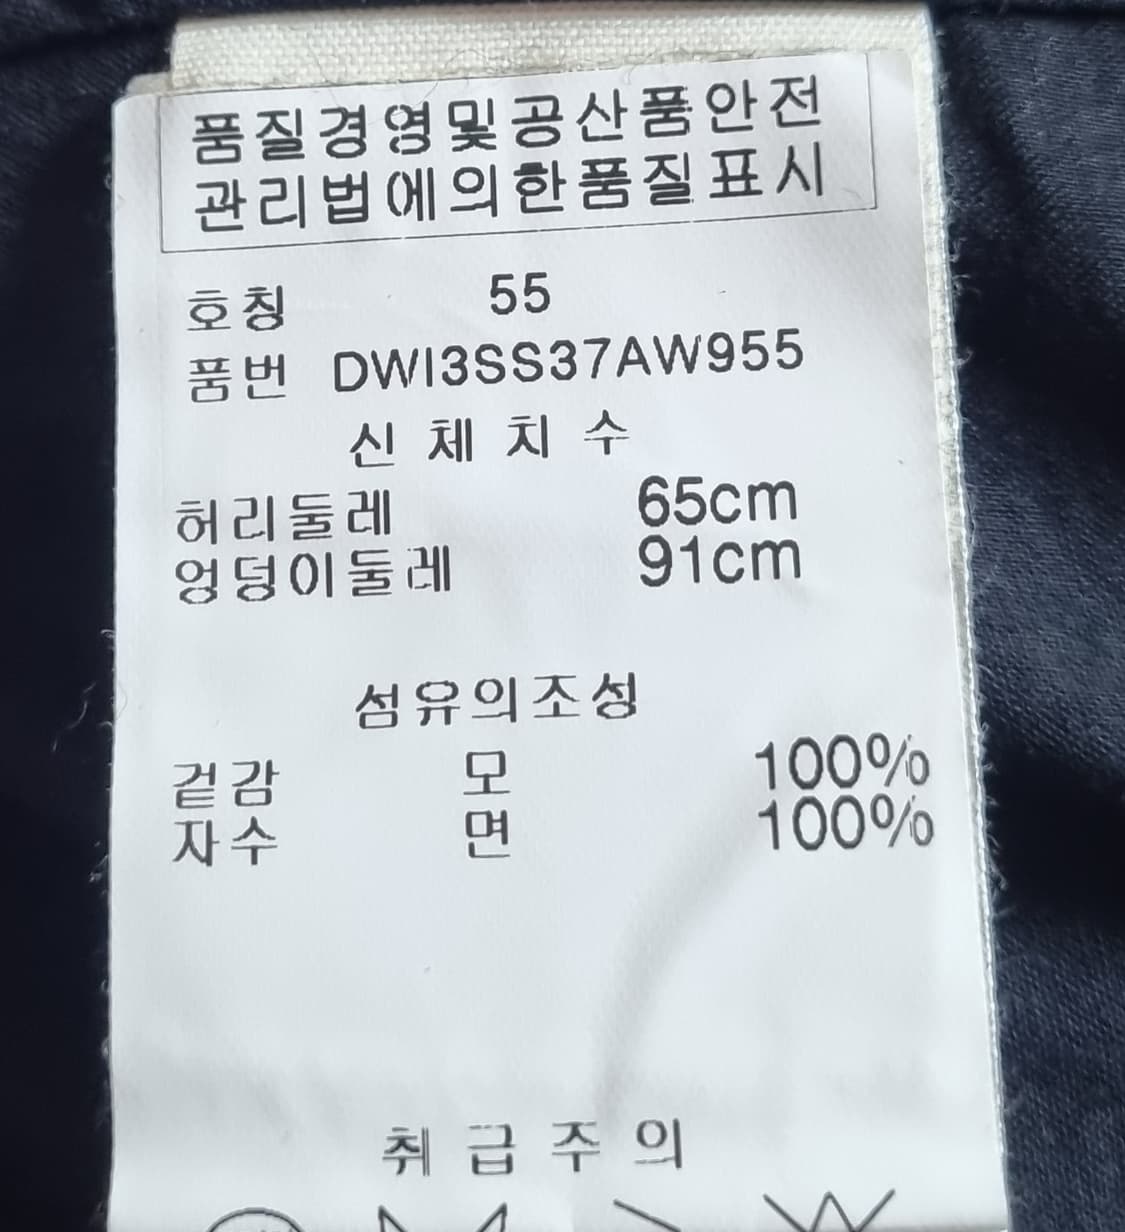 품질경영및공산품안전
관리법에의한품질표시
호칭 55
품번 DWI3SS37AW955
신체치수
허리둘레 65cm
엉덩이둘레 91cm
섬유의조성
겉감 모 100%
자수 면 100%
취급주의